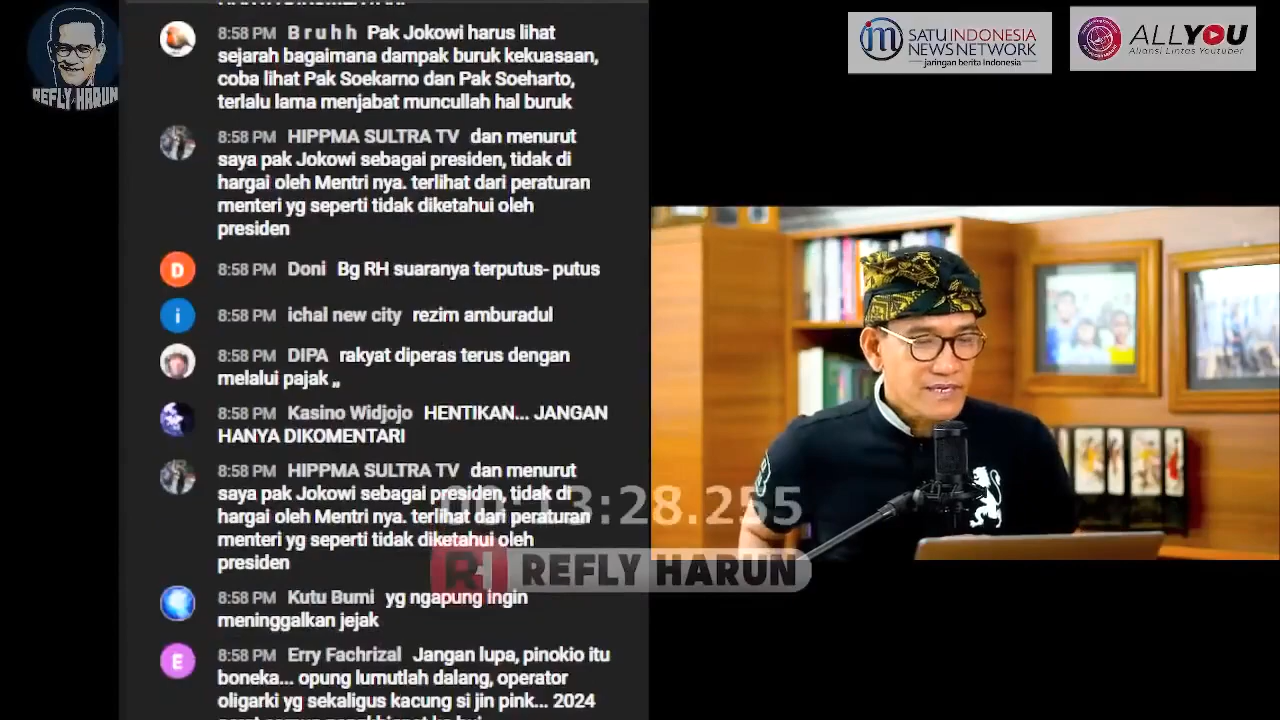 REFLY HARUN
8:58 PM B r u h h Pak Jokowi harus lihat
sejarah bagaimana dampak buruk kekuasaan,
coba lihat Pak Soekarno dan Pak Soeharto,
terlalu lama menjabat muncullah hal buruk
8:58 PM HIPPMA SULTRA TV dan menurut
saya pak Jokowi sebagai presiden, tidak di
hargai oleh Mentri nya. terlihat dari peraturan
menteri yg seperti tidak diketahui oleh
presiden
D
8:58 PM Doni Bg RH suaranya terputus- putus
i
8:58 PM ichal new city rezim amburadul
8:58 PM DIPA rakyat diperas terus dengan
melalui pajak ,,
8:58 PM Kasino Widjojo HENTIKAN... JANGAN
HANYA DIKOMENTARI
8:58 PM HIPPMA SULTRA TV dan menurut
saya pak Jokowi sebagai presiden, tidak di
hargai oleh Mentri nya. terlihat dari peraturan
menteri yg seperti tidak diketahui oleh
presiden
8:58 PM Kutu Bumi yg ngapung ingin
meninggalkan jejak
E
8:58 PM Erry Fachrizal Jangan lupa, pinokio itu
boneka... opung lumutlah dalang, operator
oligarki yg sekaligus kacung si jin pink... 2024
SATU INDONESIA
NEWS NETWORK
jaringan berita Indonesia
ALLYOU
Aliansi Lintas Youtuber
:28.255
REFLY HARUN